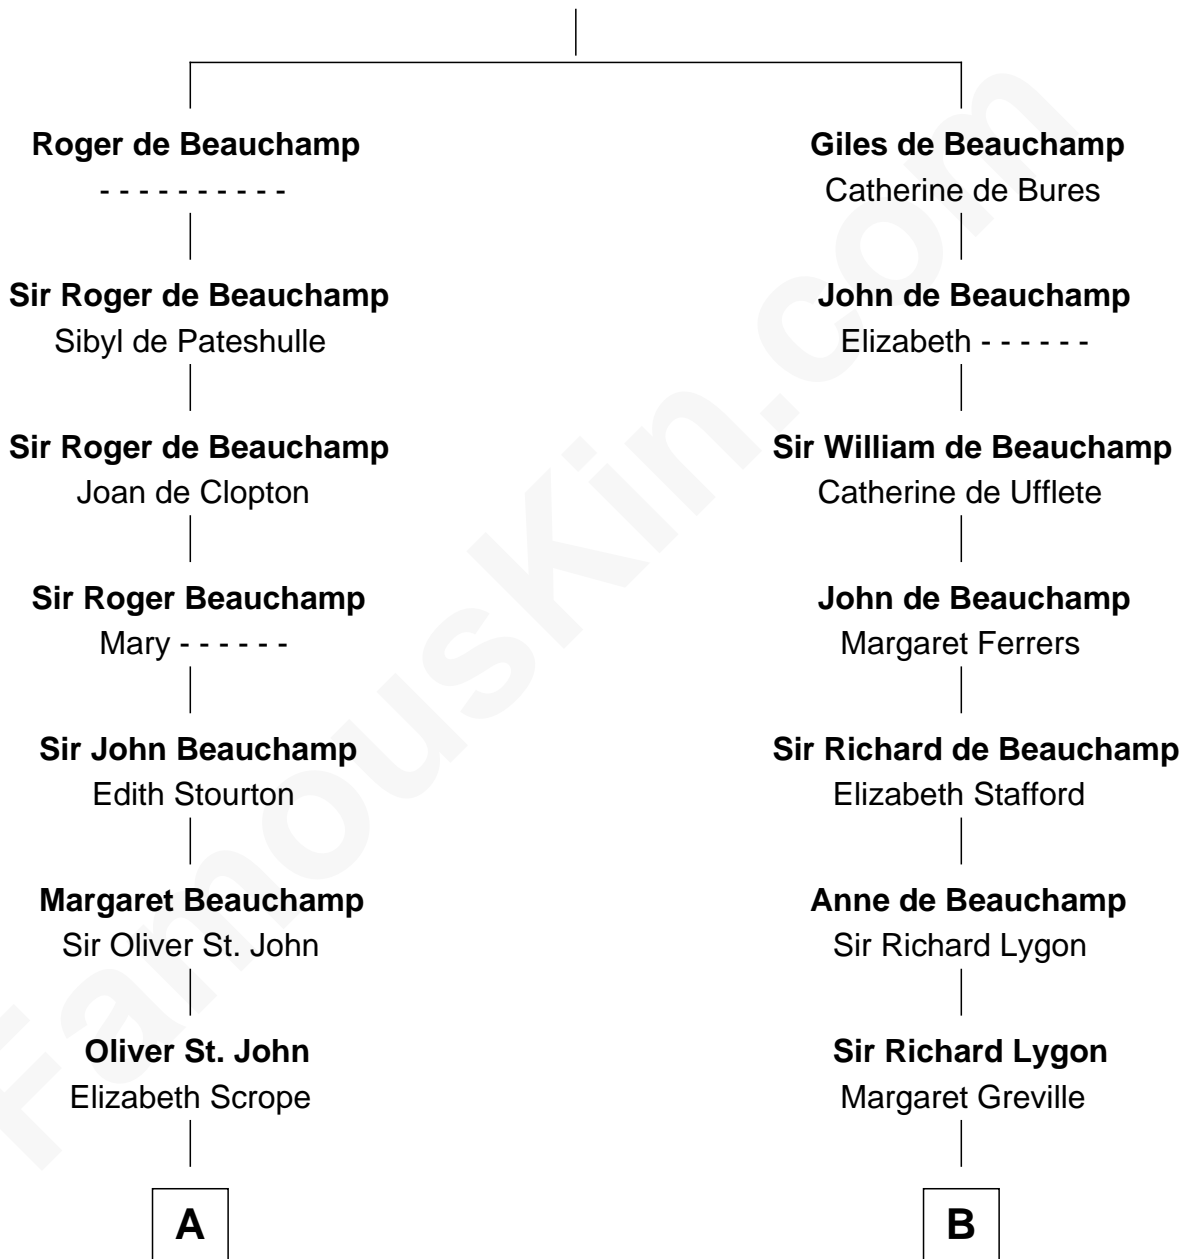 Roger de Beauchamp
- - - - - - - - - -
Sir Roger de Beauchamp
Sibyl de Pateshulle
Sir Roger de Beauchamp
Joan de Clopton
Sir Roger Beauchamp
Mary - - - - - -
Sir John Beauchamp
Edith Stourton
Margaret Beauchamp
Sir Oliver St. John
Oliver St. John
Elizabeth Scrope
A
Giles de Beauchamp
Catherine de Bures
John de Beauchamp
Elizabeth - - - - - -
Sir William de Beauchamp
Catherine de Ufflete
John de Beauchamp
Margaret Ferrers
Sir Richard de Beauchamp
Elizabeth Stafford
Anne de Beauchamp
Sir Richard Lygon
Sir Richard Lygon
Margaret Greville
B
FamousKin.com